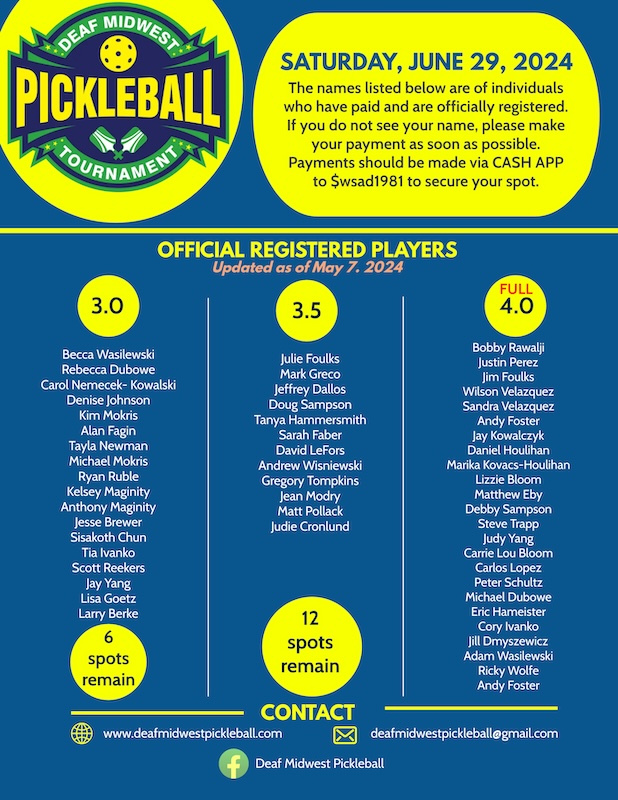 DEAF MIDWEST
PICKLEBALL
TOURNAMENT
SATURDAY, JUNE 29, 2024
The names listed below are of individuals
who have paid and are officially registered.
If you do not see your name, please make
your payment as soon as possible.
Payments should be made via CASH APP
to $wsad1981 to secure your spot.
OFFICIAL REGISTERED PLAYERS
Updated as of May 7. 2024
3.0
Becca Wasilewski
Rebecca Dubowe
Carol Nemecek- Kowalski
Denise Johnson
Kim Mokris
Alan Fagin
Tayla Newman
Michael Mokris
Ryan Ruble
Kelsey Maginity
Anthony Maginity
Jesse Brewer
Sisakoth Chun
Tia Ivanko
Scott Reekers
Jay Yang
Lisa Goetz
Larry Berke
6
spots
remain
3.5
Julie Foulks
Mark Greco
Jeffrey Dallos
Doug Sampson
Tanya Hammersmith
Sarah Faber
David LeFors
Andrew Wisniewski
Gregory Tompkins
Jean Modry
Matt Pollack
Judie Cronlund
12
spots
remain
FULL
4.0
Bobby Rawalji
Justin Perez
Jim Foulks
Wilson Velazquez
Sandra Velazquez
Andy Foster
Jay Kowalczyk
Daniel Houlihan
Marika Kovacs-Houlihan
Lizzie Bloom
Matthew Eby
Debby Sampson
Steve Trapp
Judy Yang
Carrie Lou Bloom
Carlos Lopez
Peter Schultz
Michael Dubowe
Eric Hameister
Cory Ivanko
Jill Dmyszewicz
Adam Wasilewski
Ricky Wolfe
Andy Foster
CONTACT
www.deafmidwestpickleball.com
deafmidwestpickleball@gmail.com
Deaf Midwest Pickleball